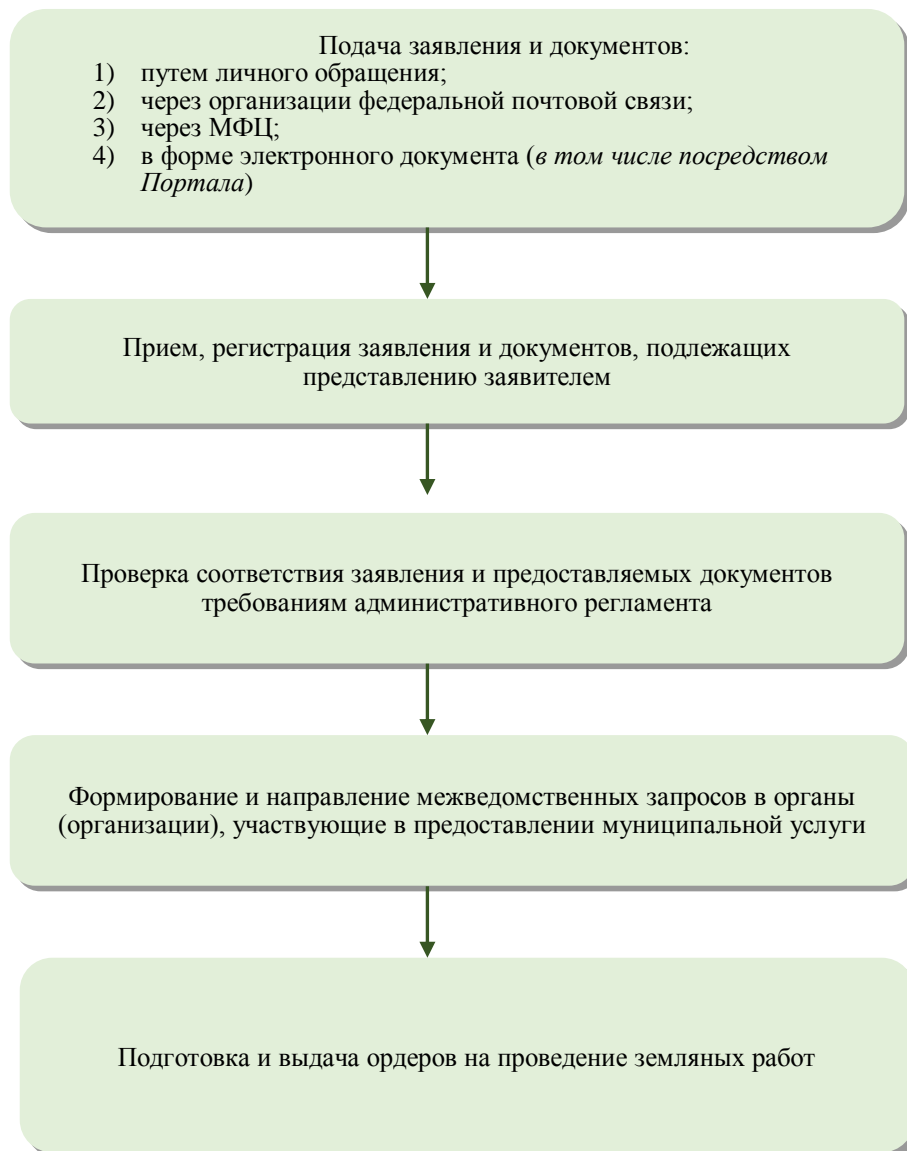 Подача заявления и документов:
1) путем личного обращения;
2) через организации федеральной почтовой связи;
3) через МФЦ;
4) в форме электронного документа (в том числе посредством
Портала)
Прием, регистрация заявления и документов, подлежащих
представлению заявителем
Проверка соответствия заявления и предоставляемых документов
требованиям административного регламента
Формирование и направление межведомственных запросов в органы
(организации), участвующие в предоставлении муниципальной услуги
Подготовка и выдача ордеров на проведение земляных работ